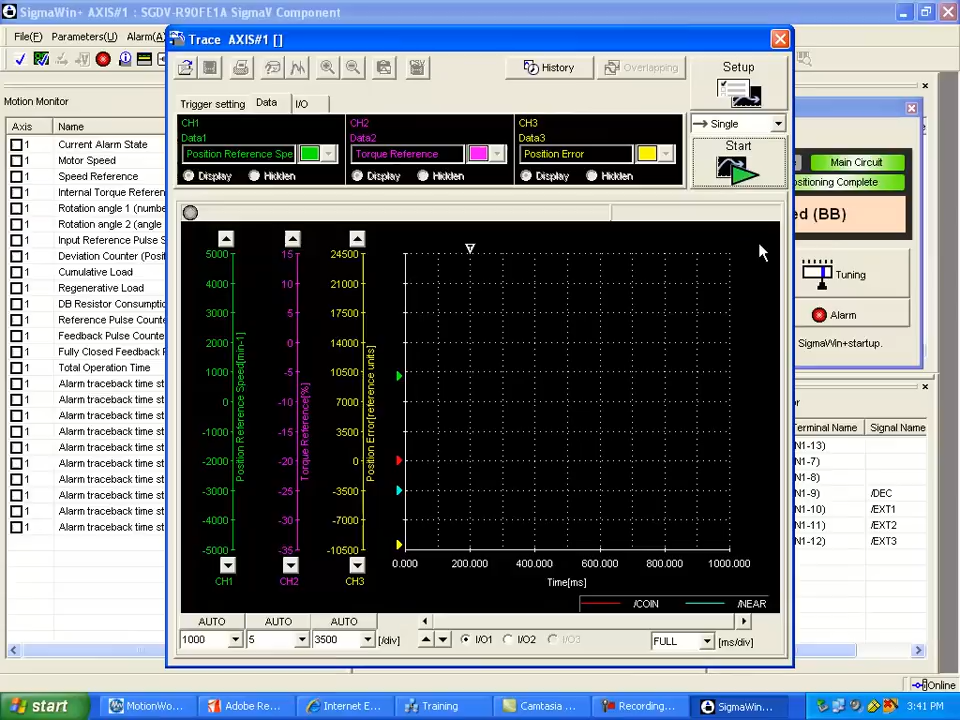 SigmaWin+ AXIS#1 : SGDV-R90FE1A SigmaV Component
File(F) Parameters(U) Alarm(A
Trace AXIS#1 []
History
Overlapping
Setup
Single
Start
Trigger setting Data I/O
CH1 CH2 CH3
Data1 Data2 Data3
Position Reference Spe Torque Reference Position Error
Display Hidden Display Hidden Display Hidden
Motion Monitor
Axis Name
1 Current Alarm State
1 Motor Speed
1 Speed Reference
1 Internal Torque Referen
1 Rotation angle 1 (numbe
1 Rotation angle 2 (angle
1 Input Reference Pulse S
1 Deviation Counter (Posit
1 Cumulative Load
1 Regenerative Load
1 DB Resistor Consumptio
1 Reference Pulse Counte
1 Feedback Pulse Counte
1 Fully Closed Feedback F
1 Total Operation Time
1 Alarm traceback time st
1 Alarm traceback time st
1 Alarm traceback time st
1 Alarm traceback time st
1 Alarm traceback time st
1 Alarm traceback time st
1 Alarm traceback time st
1 Alarm traceback time st
1 Alarm traceback time st
1 Alarm traceback time st
5000 15 24500
4000 10 21000
3000 5 17500
2000 0 14000
1000 -5 10500
0 -10 7000
-1000 -15 3500
-2000 -20 0
-3000 -25 -3500
-4000 -30 -7000
-5000 -35 -10500
Position Reference Speed[min-1]
Torque Reference[%]
Position Error[reference units]
CH1 CH2 CH3
0.000 200.000 400.000 600.000 800.000 1000.000
Time[ms]
/COIN /NEAR
AUTO AUTO AUTO
1000 5 3500 [/div] I/O1 I/O2 I/O3 FULL [ms/div]
Main Circuit
ositioning Complete
ed (BB)
Tuning
Alarm
SigmaWin+startup.
or
erminal Name Signal Name
N1-13)
N1-7)
N1-8)
N1-9) /DEC
N1-10) /EXT1
N1-11) /EXT2
N1-12) /EXT3
Online
start MotionWo... Adobe Re... Internet E... Training Camtasia ... Recording... SigmaWin... 3:41 PM